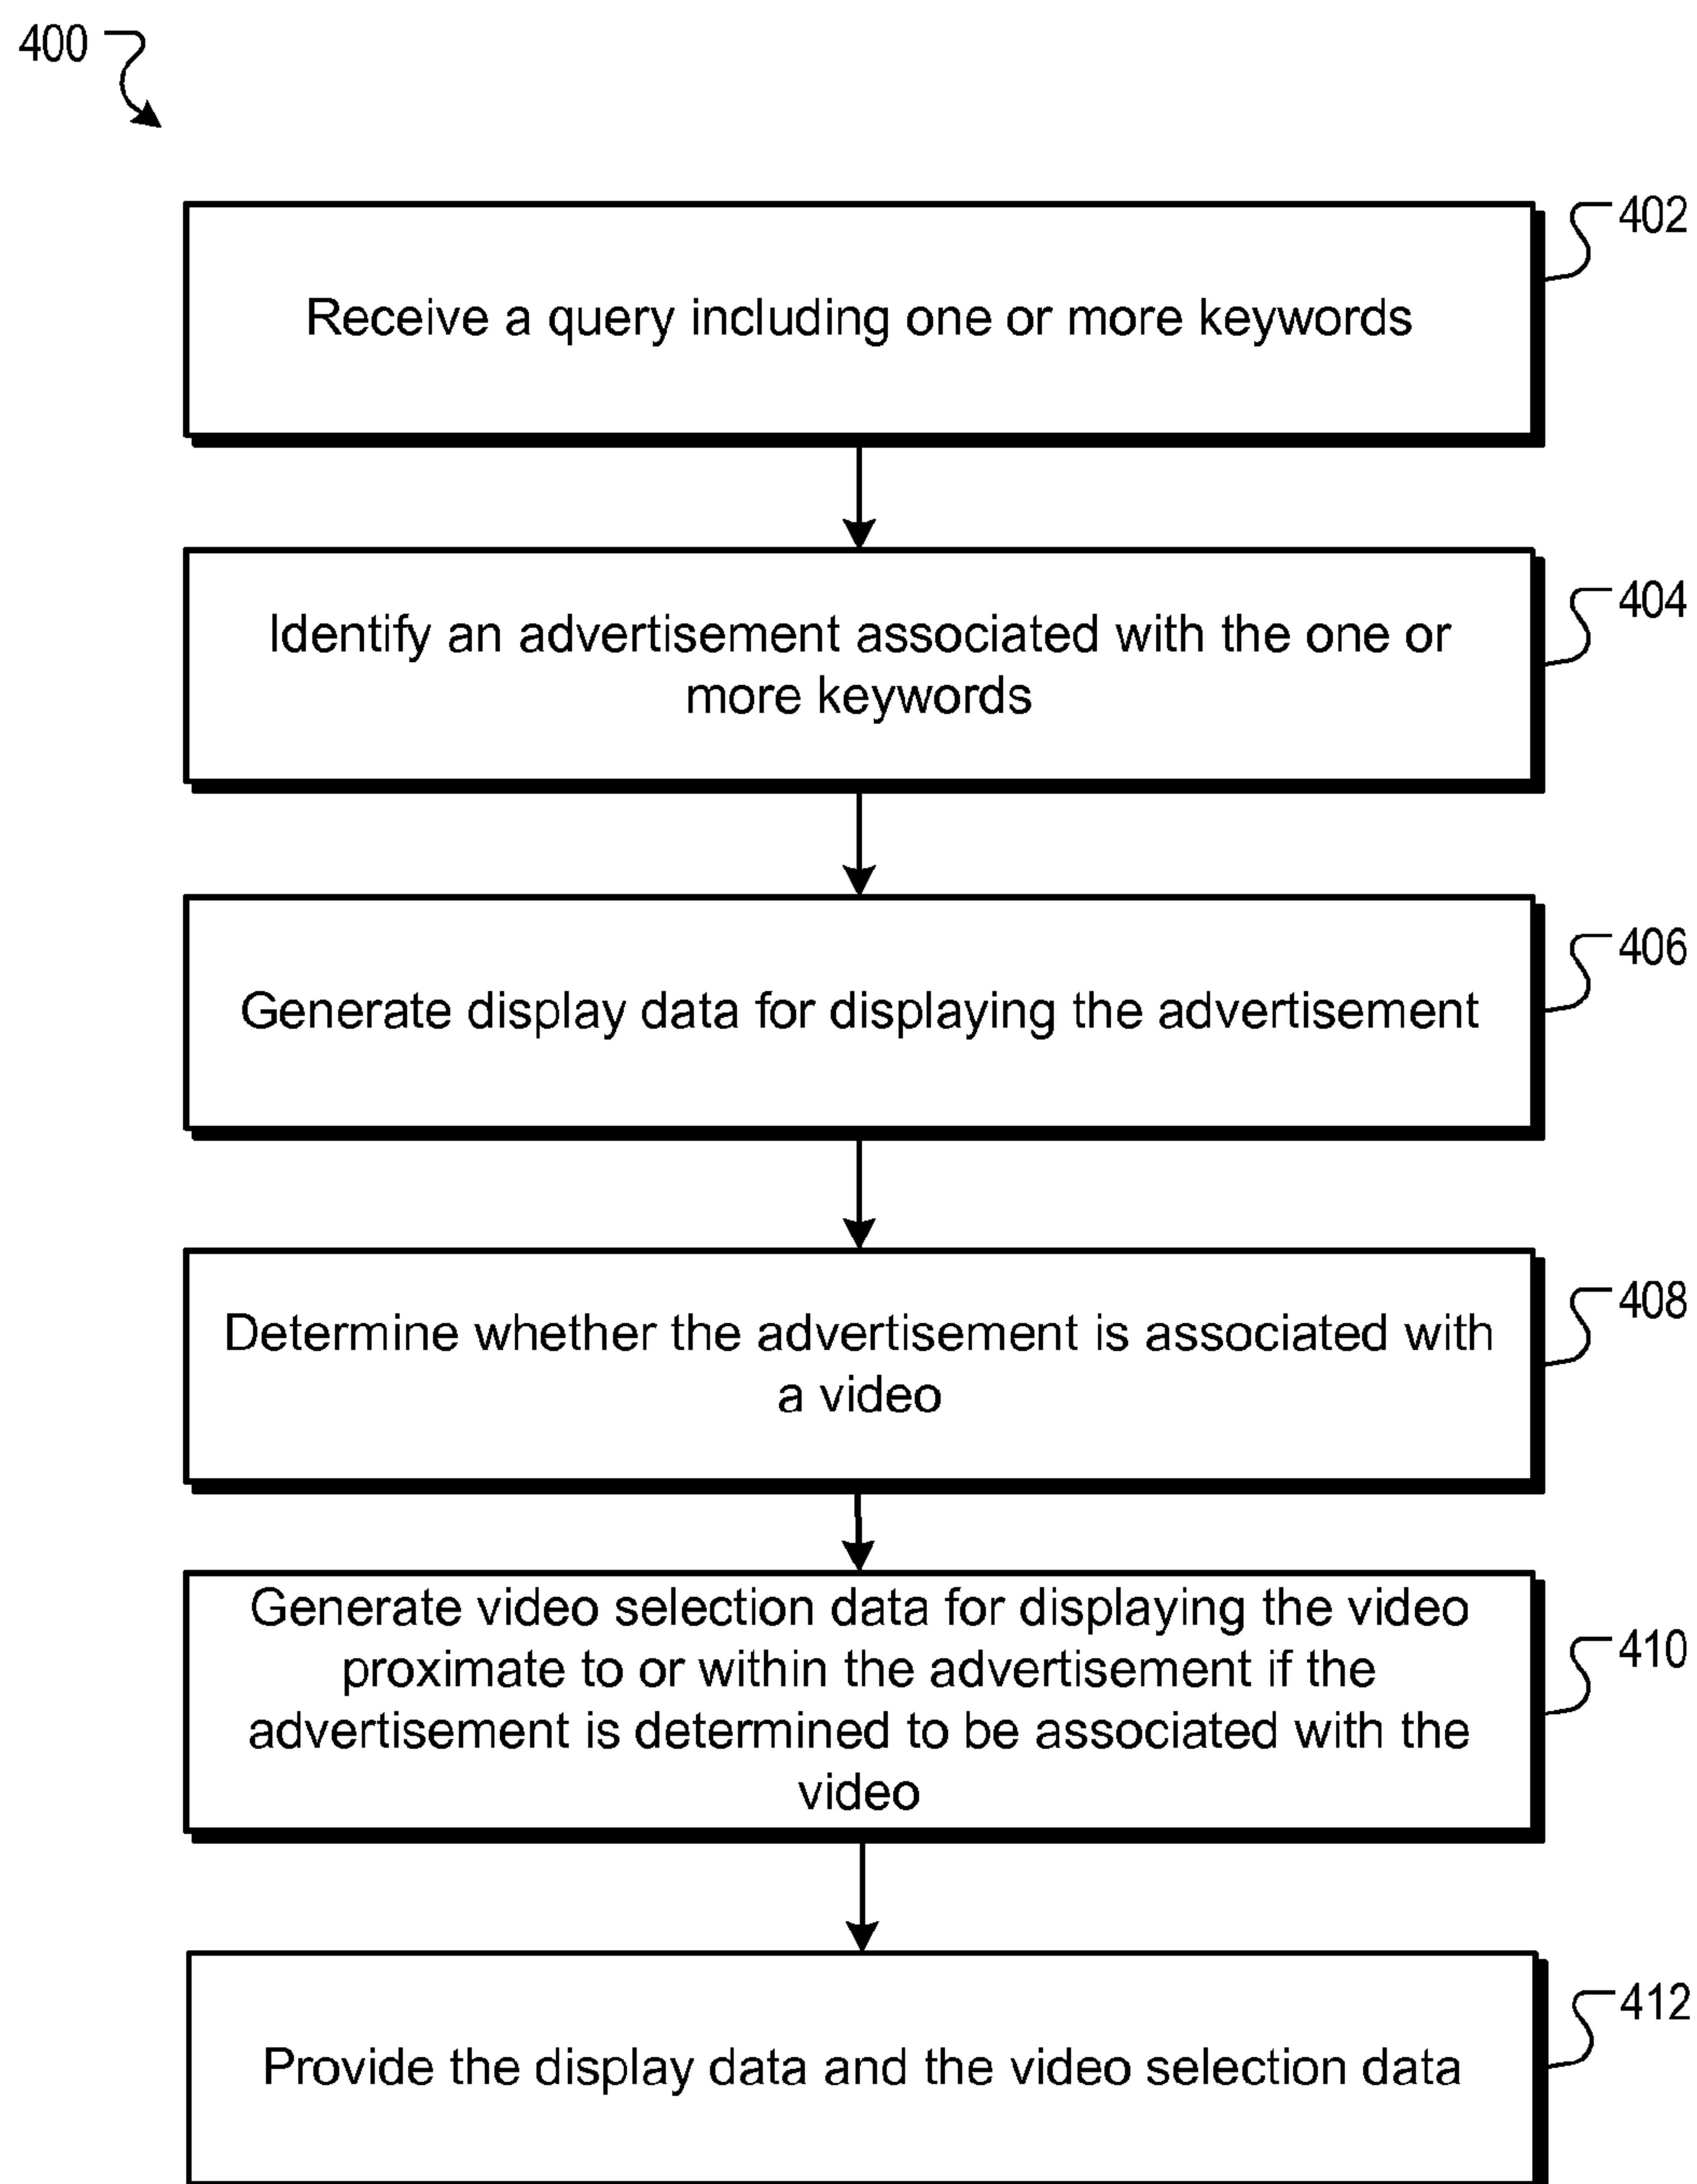 400
402
Receive a query including one or more keywords
404
Identify an advertisement associated with the one or
more keywords
406
Generate display data for displaying the advertisement
408
Determine whether the advertisement is associated with
a video
410
Generate video selection data for displaying the video
proximate to or within the advertisement if the
advertisement is determined to be associated with the
video
412
Provide the display data and the video selection data